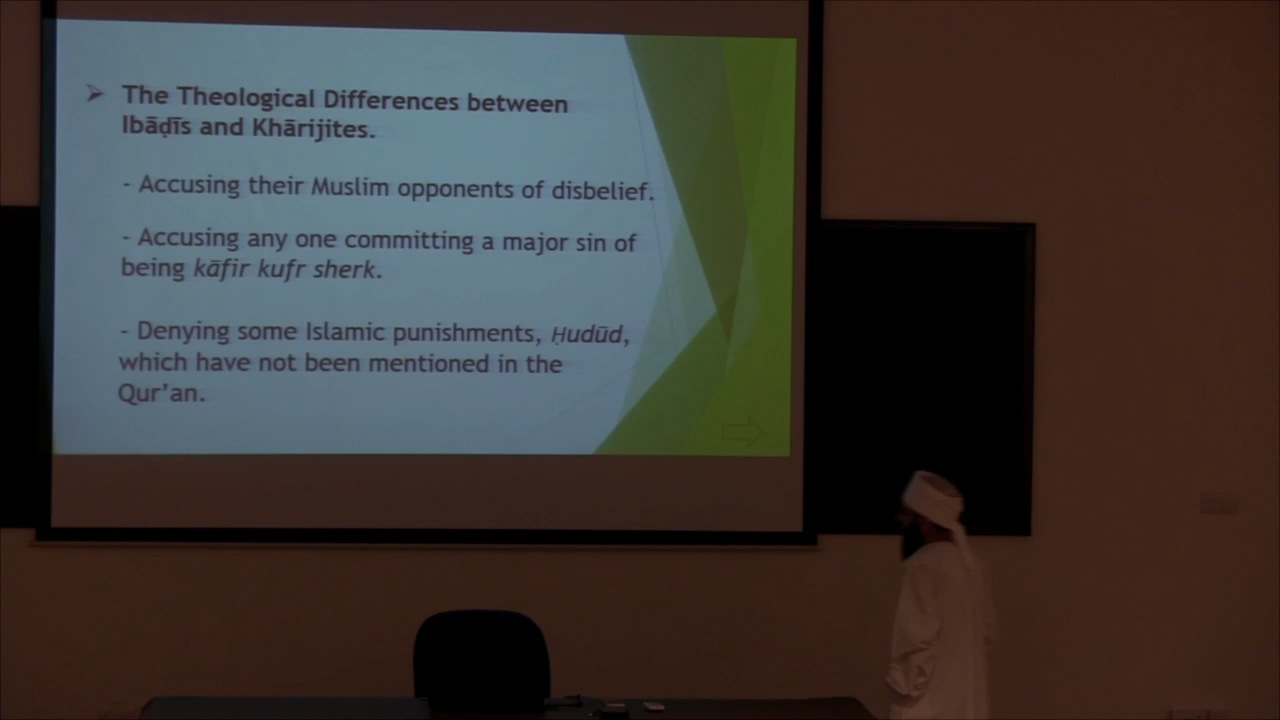 ➤ The Theological Differences between
Ibāḍīs and Khārijites.
- Accusing their Muslim opponents of disbelief.
- Accusing any one committing a major sin of
being kāfir kufr sherk.
- Denying some Islamic punishments, Ḥudūd,
which have not been mentioned in the
Qur’an.